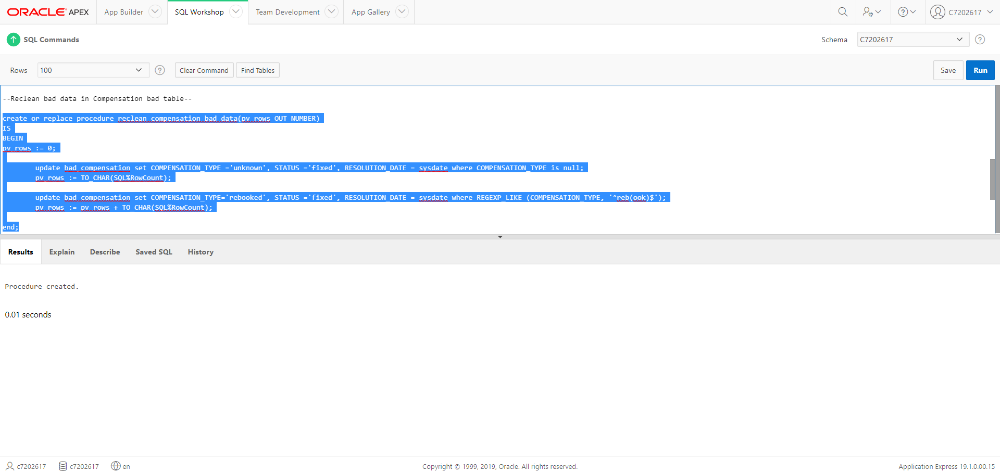 ORACLE APEX App Builder SQL Workshop Team Development App Gallery C7202617
SQL Commands Schema C7202617
Rows 100 Clear Command Find Tables Save Run
--Reclean bad data in Compensation bad table--
create or replace procedure reclean_compensation_bad_data(pv_rows OUT NUMBER)
IS
BEGIN
pv_rows := 0;
update bad_compensation set COMPENSATION_TYPE ='unknown', STATUS ='fixed', RESOLUTION_DATE = sysdate where COMPENSATION_TYPE is null;
pv_rows := TO_CHAR(SQL%RowCount);
update bad_compensation set COMPENSATION_TYPE='rebooked', STATUS ='fixed', RESOLUTION_DATE = sysdate where REGEXP_LIKE (COMPENSATION_TYPE, '^reb(ook)$');
pv_rows := pv_rows + TO_CHAR(SQL%RowCount);
end;
Results Explain Describe Saved SQL History
Procedure created.
0.01 seconds
c7202617 c7202617 en Copyright © 1999, 2019, Oracle. All rights reserved. Application Express 19.1.0.00.15